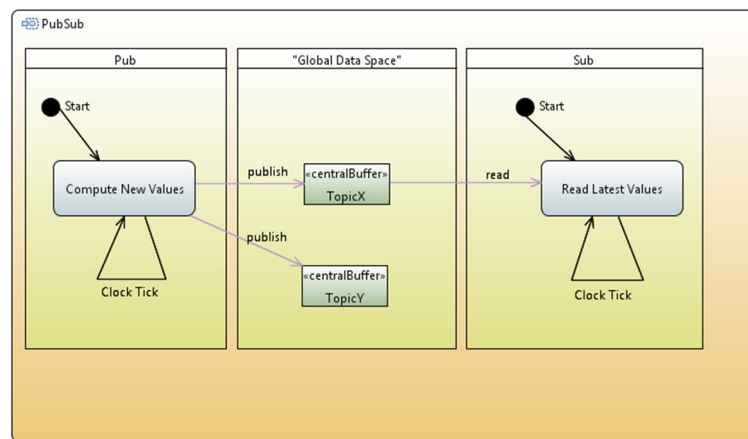 PubSub
Pub
"Global Data Space"
Sub
Start
Start
Compute New Values
publish
«centralBuffer»
TopicX
read
Read Latest Values
publish
«centralBuffer»
TopicY
Clock Tick
Clock Tick